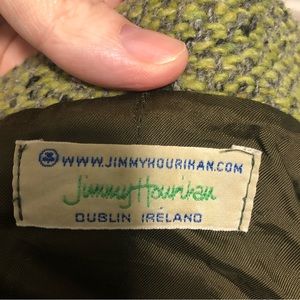 WWW.JIMMYHOURIHAN.COM
Jimmy Hourihan
DUBLIN IRELAND